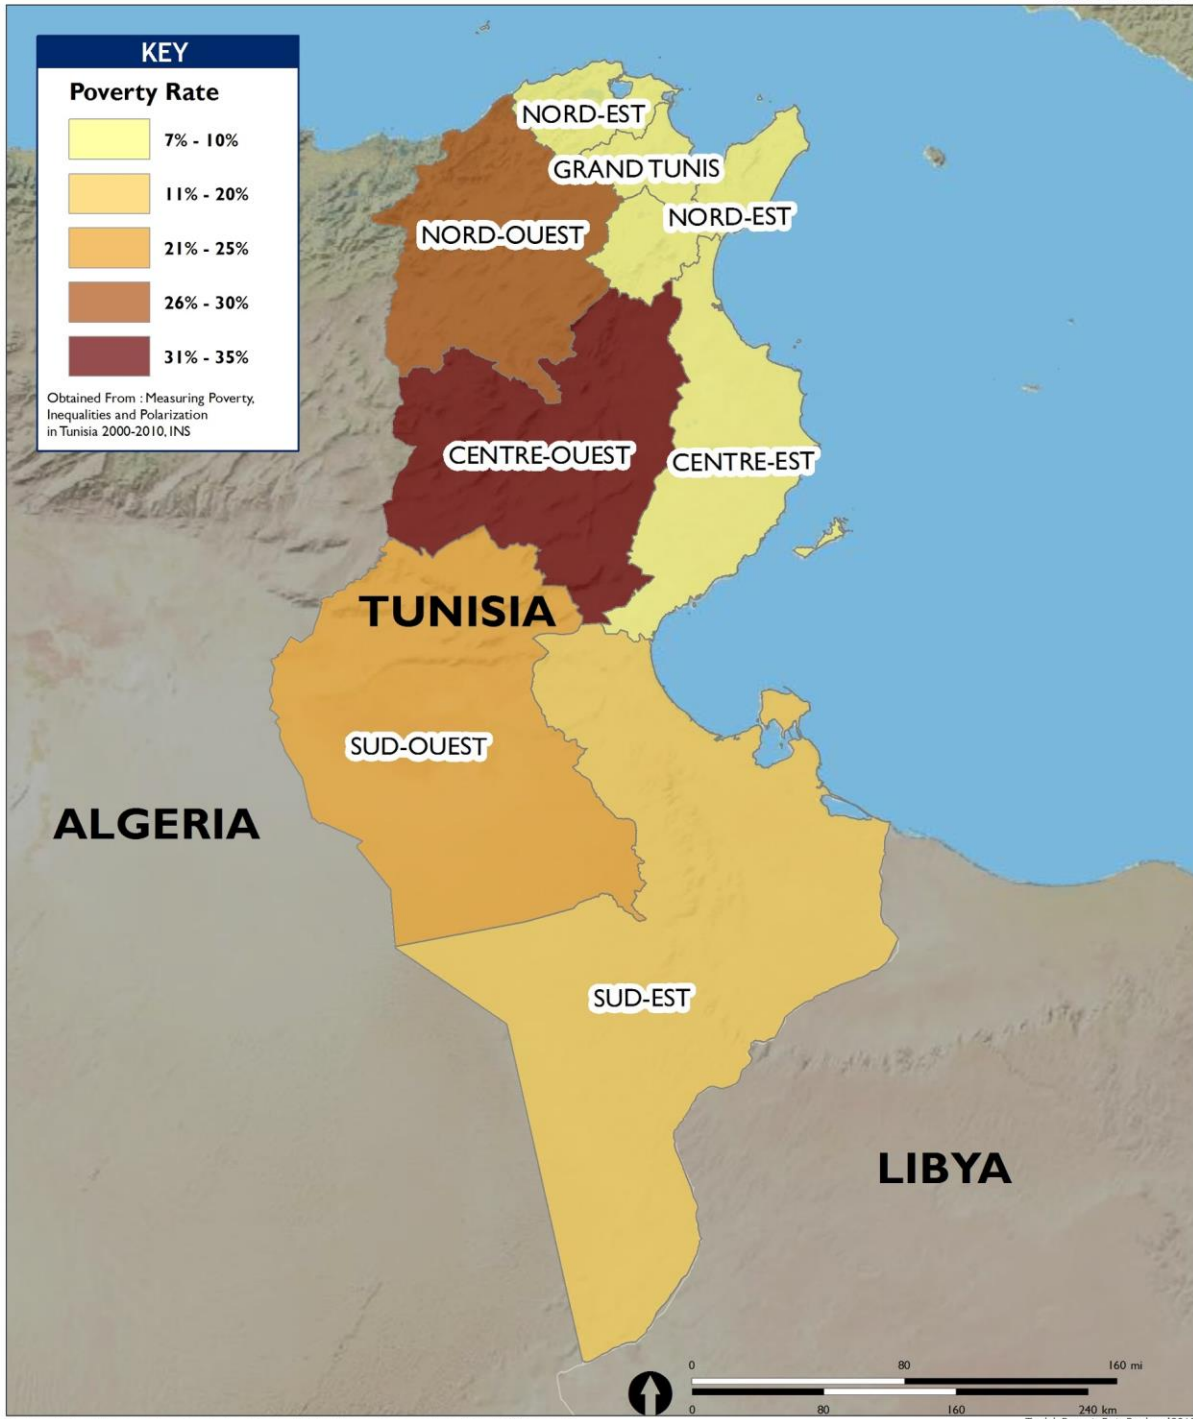 KEY
Poverty Rate
7% - 10%
11% - 20%
21% - 25%
26% - 30%
31% - 35%
Obtained From : Measuring Poverty,
Inequalities and Polarization
in Tunisia 2000-2010, INS
NORD-EST
GRAND TUNIS
NORD-EST
NORD-OUEST
CENTRE-OUEST
CENTRE-EST
TUNISIA
SUD-OUEST
ALGERIA
SUD-EST
LIBYA
0 80 160 mi
0 80 160 240 km